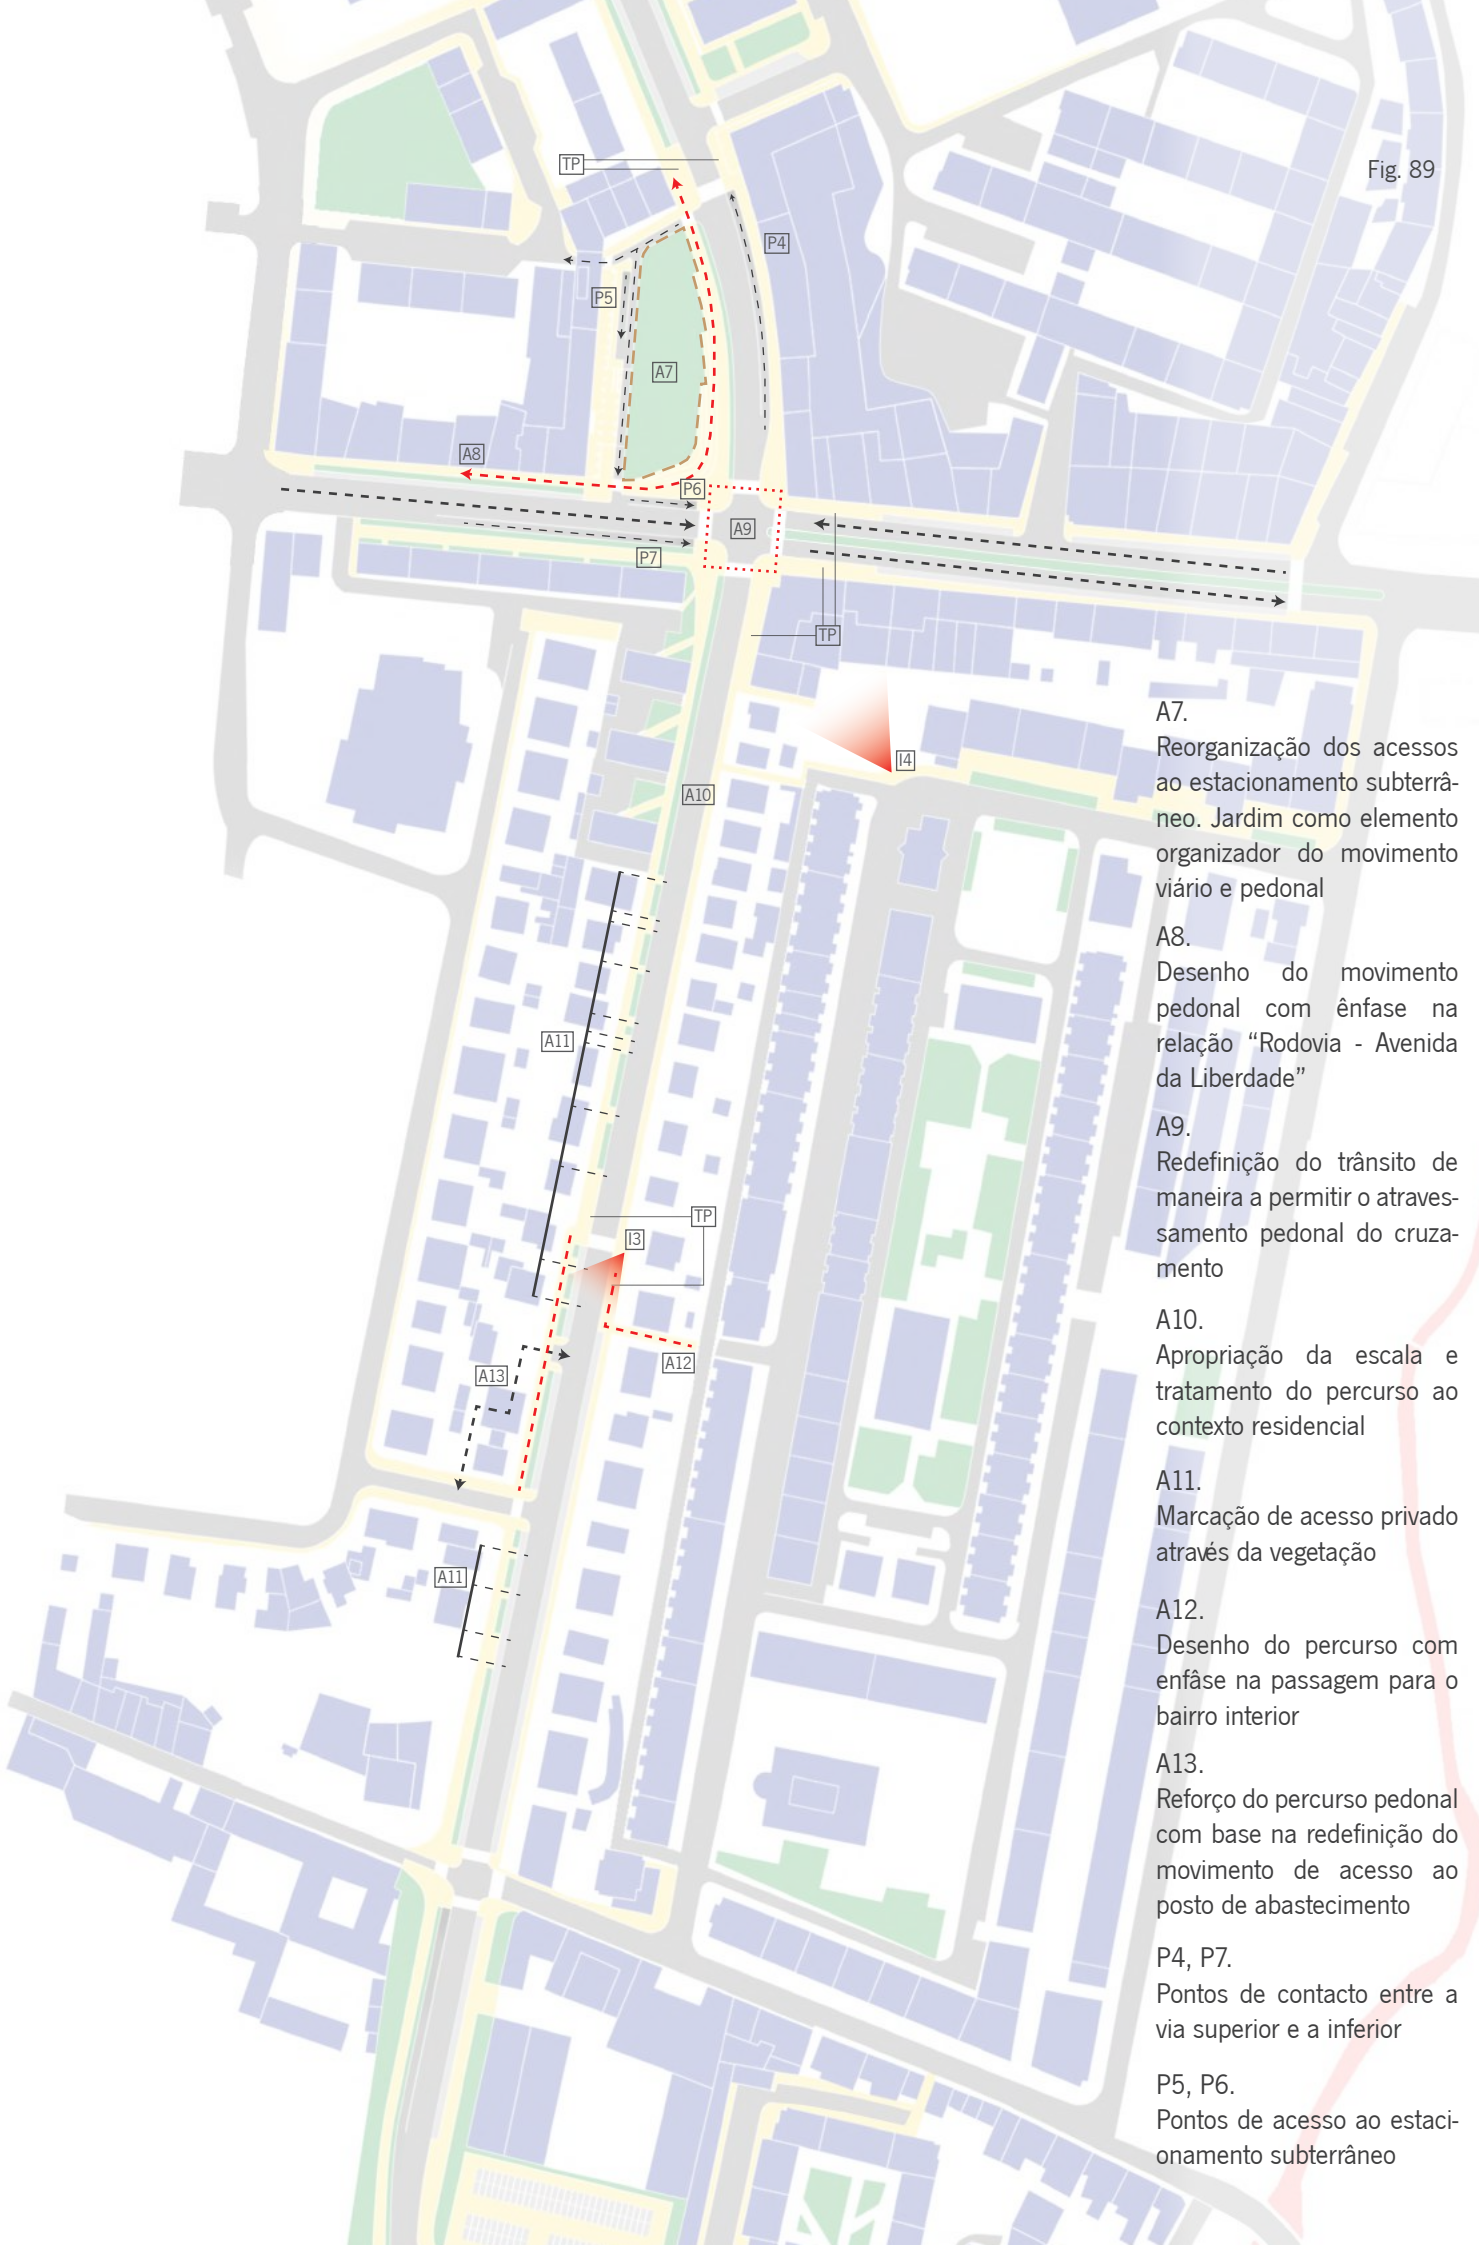 TP
Fig. 89
P4
P5
A7
A8
P6
A9
P7
TP
I4
A10
A11
TP
I3
A12
A13
A11
A7.
Reorganização dos acessos
ao estacionamento subterrâ-
neo. Jardim como elemento
organizador do movimento
viário e pedonal
A8.
Desenho do movimento
pedonal com ênfase na
relação “Rodovia - Avenida
da Liberdade”
A9.
Redefinição do trânsito de
maneira a permitir o atraves-
samento pedonal do cruza-
mento
A10.
Apropriação da escala e
tratamento do percurso ao
contexto residencial
A11.
Marcação de acesso privado
através da vegetação
A12.
Desenho do percurso com
enfâse na passagem para o
bairro interior
A13.
Reforço do percurso pedonal
com base na redefinição do
movimento de acesso ao
posto de abastecimento
P4, P7.
Pontos de contacto entre a
via superior e a inferior
P5, P6.
Pontos de acesso ao estaci-
onamento subterrâneo